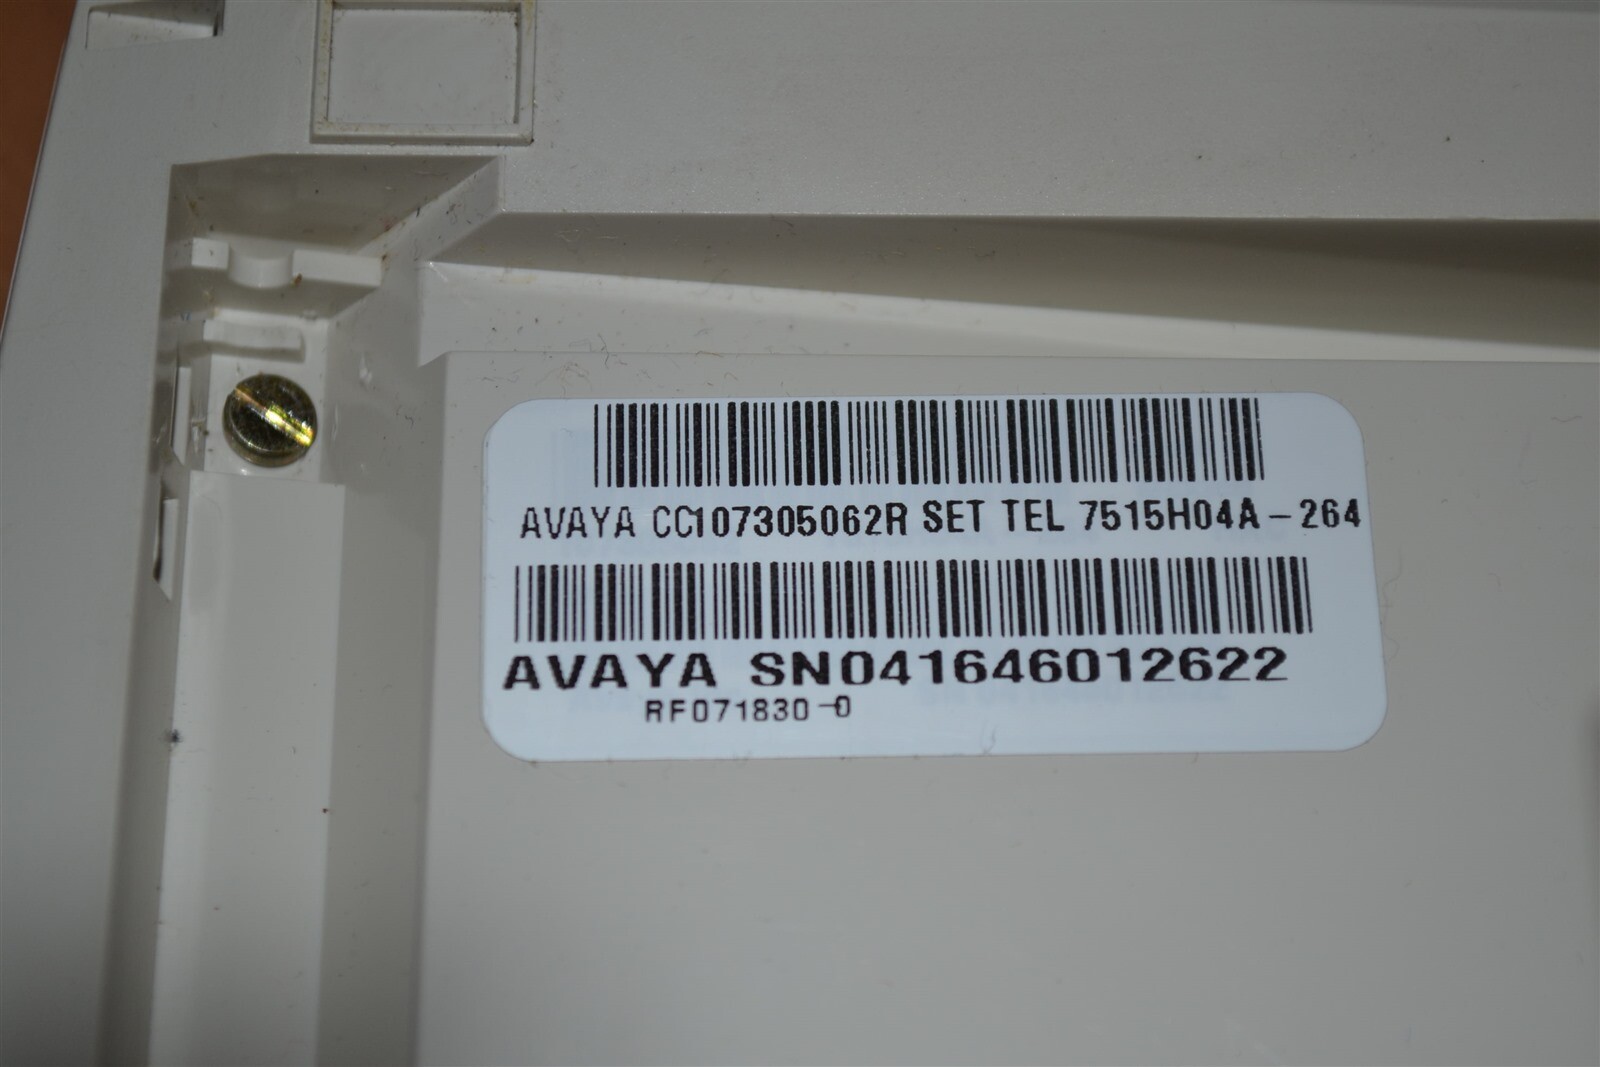 AVAYA CC107305062R SET TEL 7515H04A-264
AVAYA SN041646012622
RF071830-0